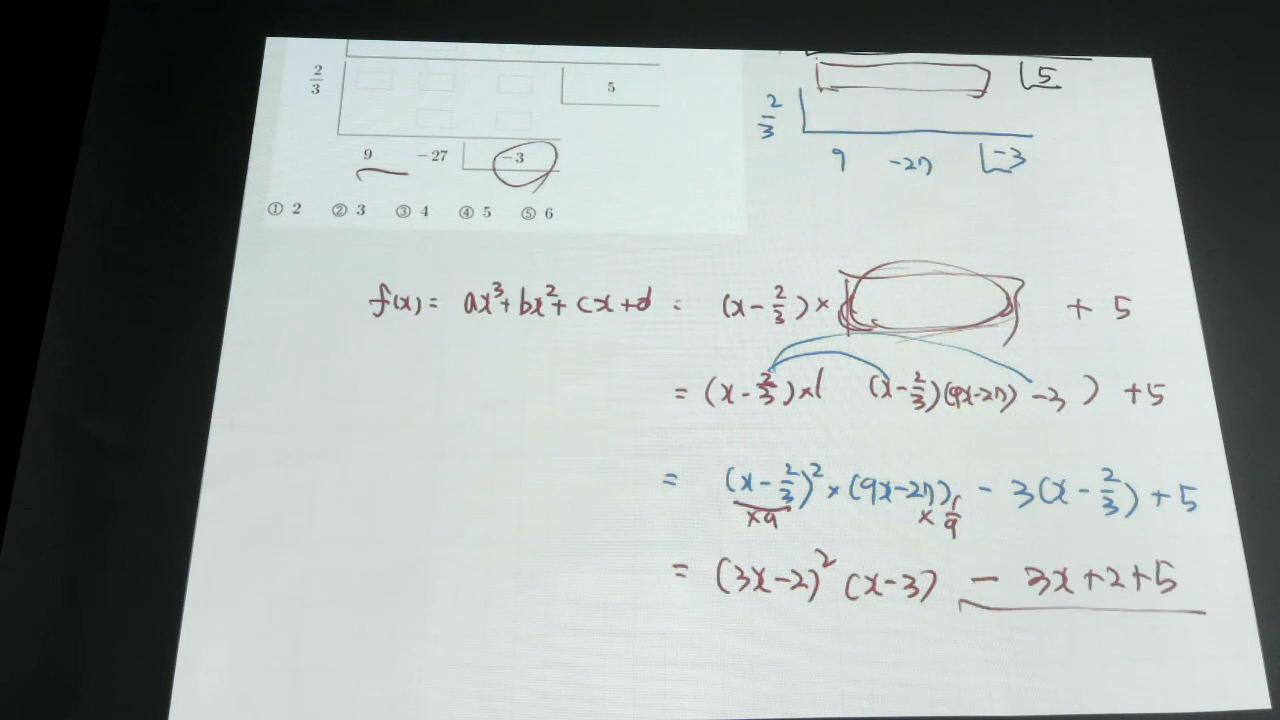 2/3 5
9 -27 -3
① 2 ② 3 ③ 4 ④ 5 ⑤ 6
5
2/3
9 -27 -3
f(x) = ax³+bx²+cx+d = (x-2/3)× + 5
= (x-2/3)×( (x-2/3)(9x-27) -3 ) +5
= (x-2/3)²×(9x-27) - 3(x-2/3)+5
×9 ×1/9
= (3x-2)²(x-3) - 3x+2+5